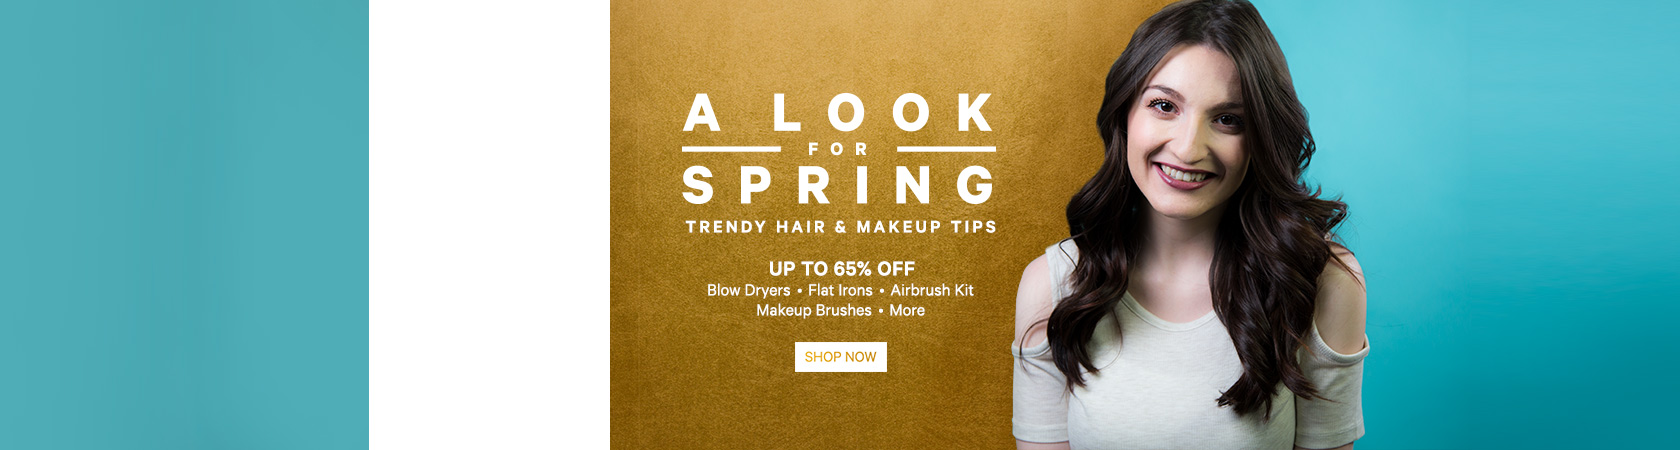 A LOOK
FOR
SPRING
TRENDY HAIR & MAKEUP TIPS
UP TO 65% OFF
Blow Dryers • Flat Irons • Airbrush Kit
Makeup Brushes • More
SHOP NOW